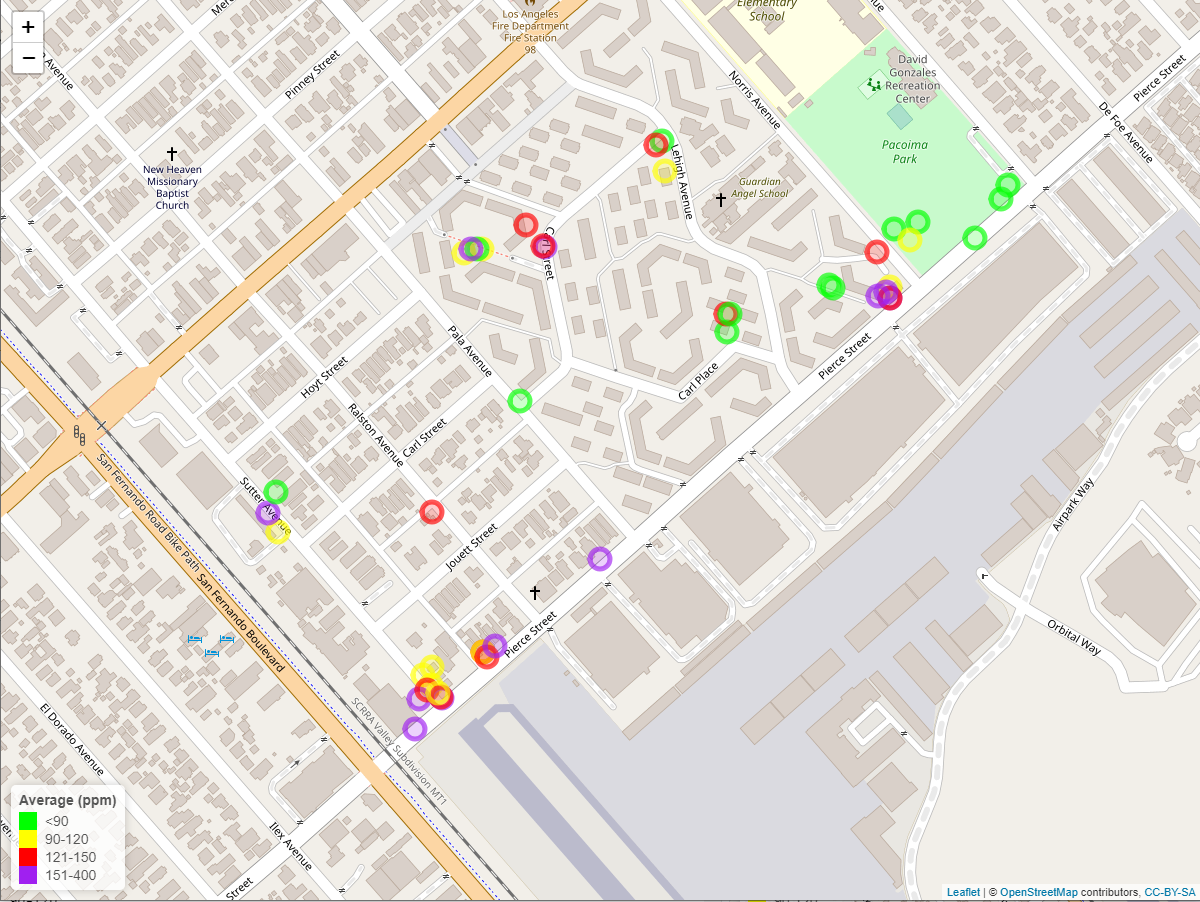 +
−
Los Angeles
Fire Department
Fire Station
98
Elementary
School
Avenue
Pinney Street
Norris Avenue
David
Gonzales
Recreation
Center
Pierce Street
De Foe Avenue
Pacoima
Park
New Heaven
Missionary
Baptist
Church
Lehigh Avenue
Guardian
Angel School
Carl Street
Pala Avenue
Hoyt Street
Pierce Street
Carl Place
Ralston Avenue
Carl Street
San Fernando Road Bike Path
Sutter Avenue
Airpark Way
Jouett Street
San Fernando Boulevard
Pierce Street
Orbital Way
El Dorado Avenue
SCRRA Valley Subdivision MT1
Ilex Avenue
Street
Average (ppm)
<90
90-120
121-150
151-400
Leaflet | © OpenStreetMap contributors, CC-BY-SA